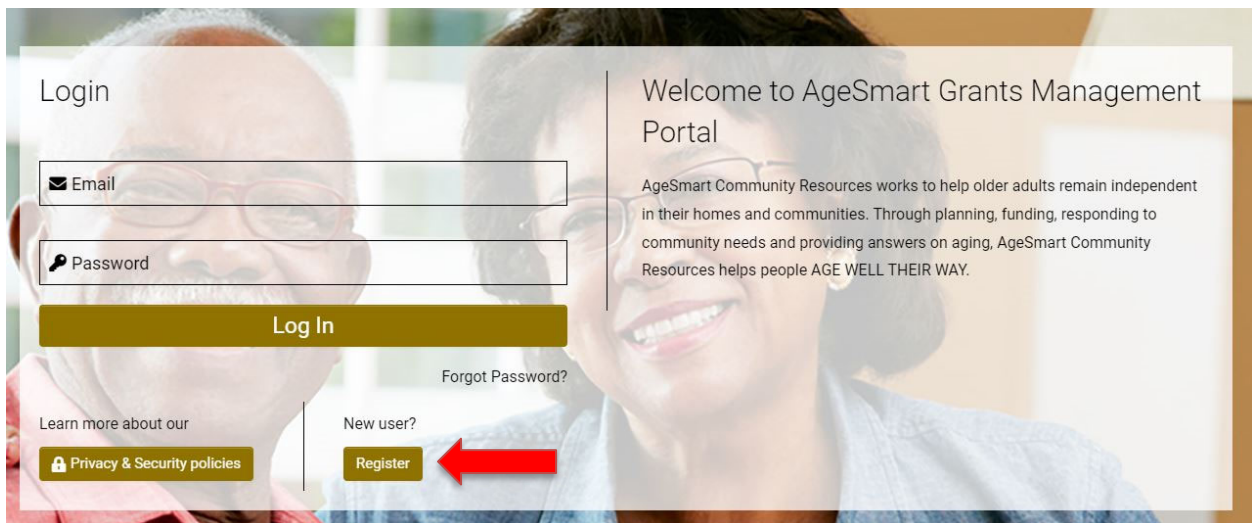 Login
Email
Password
Log In
Forgot Password?
Learn more about our
Privacy & Security policies
New user?
Register
Welcome to AgeSmart Grants Management
Portal
AgeSmart Community Resources works to help older adults remain independent
in their homes and communities. Through planning, funding, responding to
community needs and providing answers on aging, AgeSmart Community
Resources helps people AGE WELL THEIR WAY.